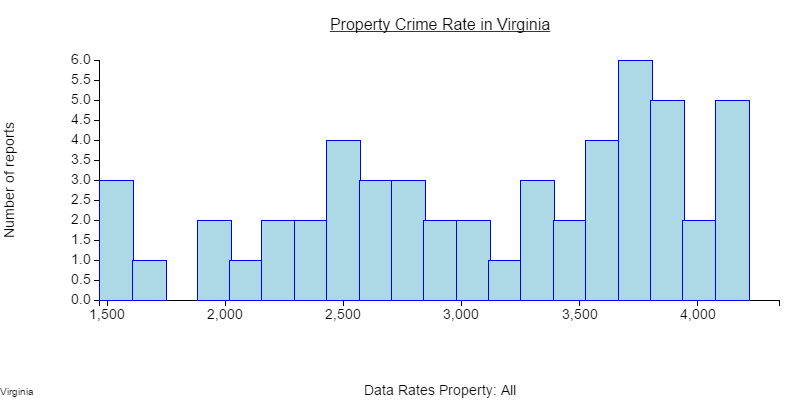 Property Crime Rate in Virginia
Number of reports
6.0
5.5
5.0
4.5
4.0
3.5
3.0
2.5
2.0
1.5
1.0
0.5
0.0
1,500 2,000 2,500 3,000 3,500 4,000
Virginia
Data Rates Property: All